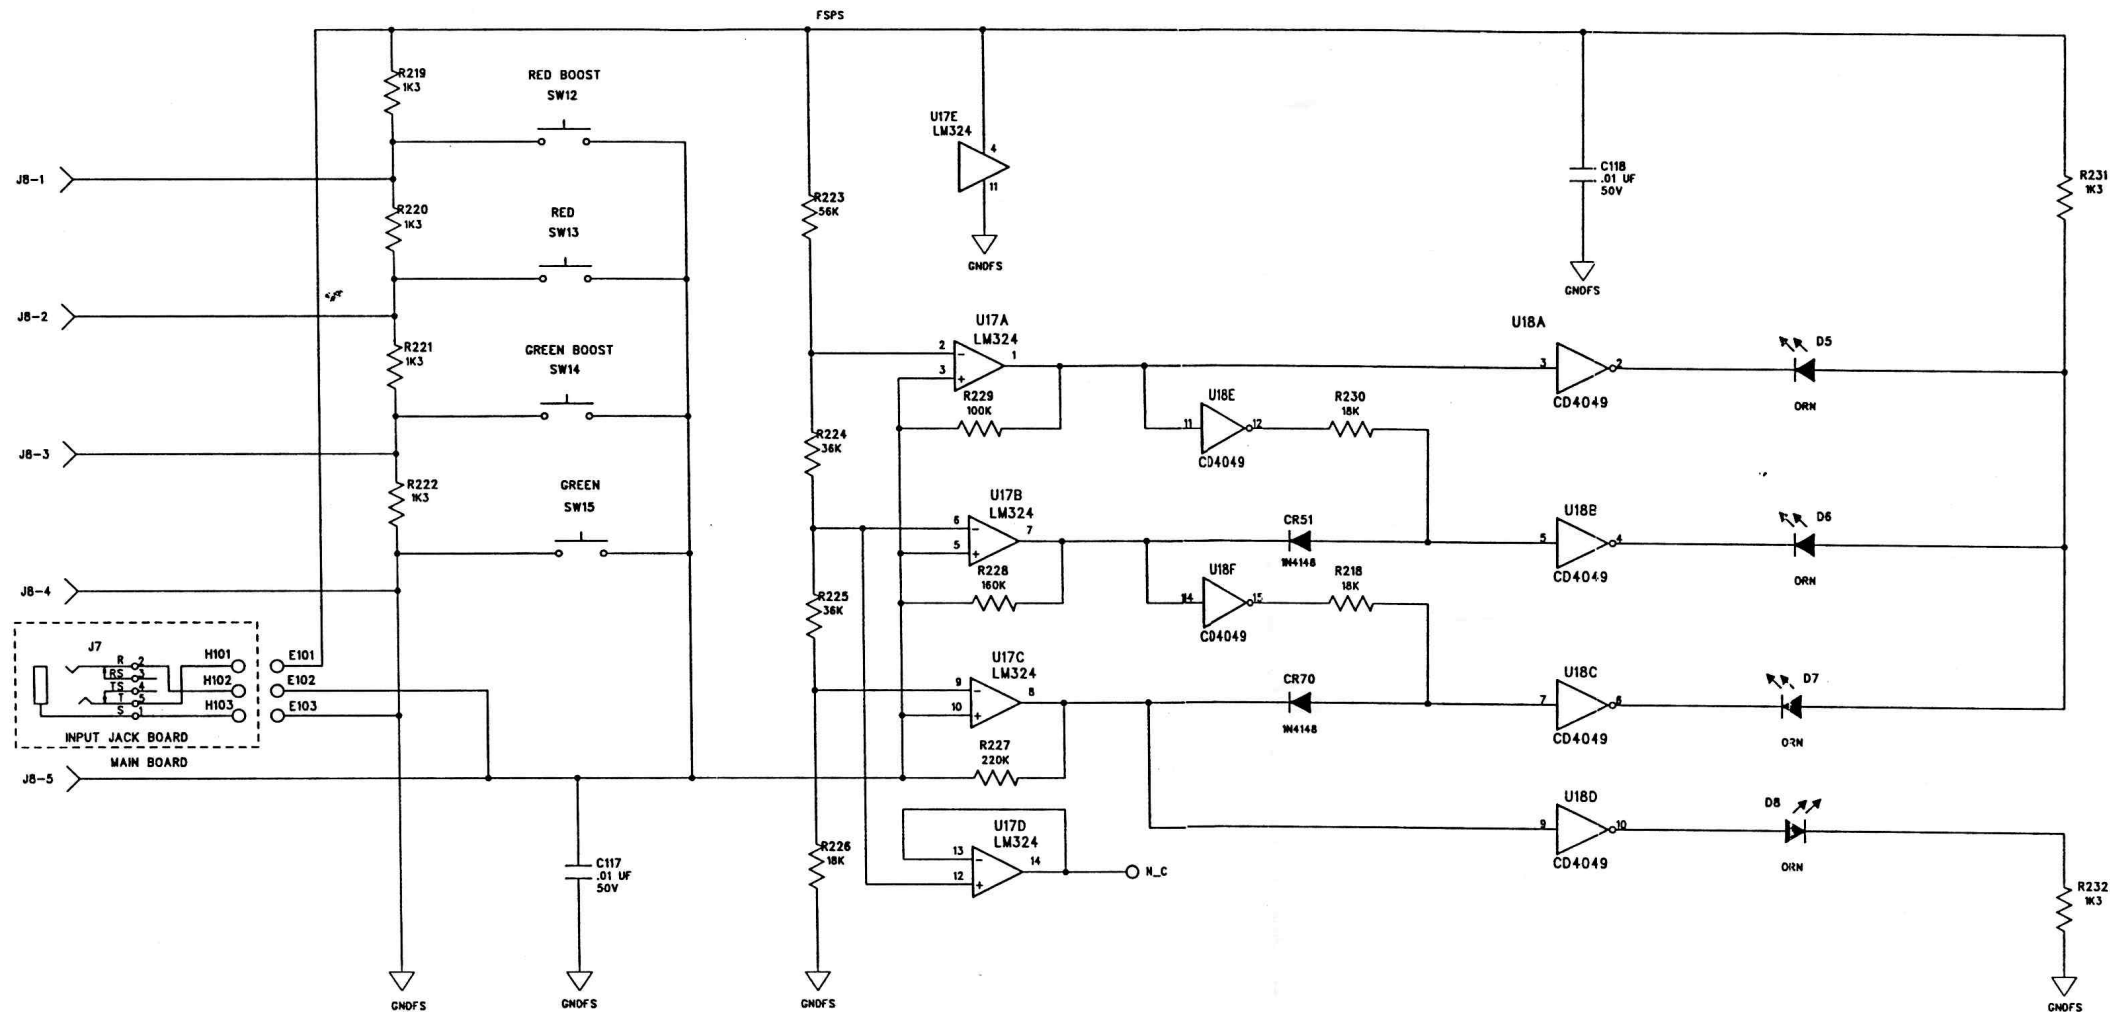 FSPS
R219
1K3
RED BOOST
SW12
U17E
LM324
4
11
GNDFS
C118
.01 UF
50V
GNDFS
R231
1K3
J8-1
R220
1K3
RED
SW13
R223
56K
J8-2
R221
1K3
GREEN BOOST
SW14
U17A
LM324
2
-
1
3
+
R229
100K
U18A
3
2
CD4049
D5
ORN
U18E
11
12
CD4049
R230
18K
J8-3
R222
1K3
GREEN
SW15
R224
36K
U17B
LM324
6
-
7
5
+
R228
160K
CR51
1N4148
U18B
5
4
CD4049
D6
ORN
U18F
14
15
CD4049
R218
18K
J8-4
R225
36K
J7
R 2
RS 3
TS 4
T 5
S 1
H101
H102
H103
E101
E102
E103
INPUT JACK BOARD
MAIN BOARD
J8-5
U17C
LM324
9
-
8
10
+
R227
220K
CR70
1N4148
U18C
7
6
CD4049
D7
ORN
U18D
9
10
CD4049
D8
ORN
C117
.01 UF
50V
R226
18K
U17D
LM324
13
-
14
12
+
N_C
R232
1K3
GNDFS
GNDFS
GNDFS
GNDFS